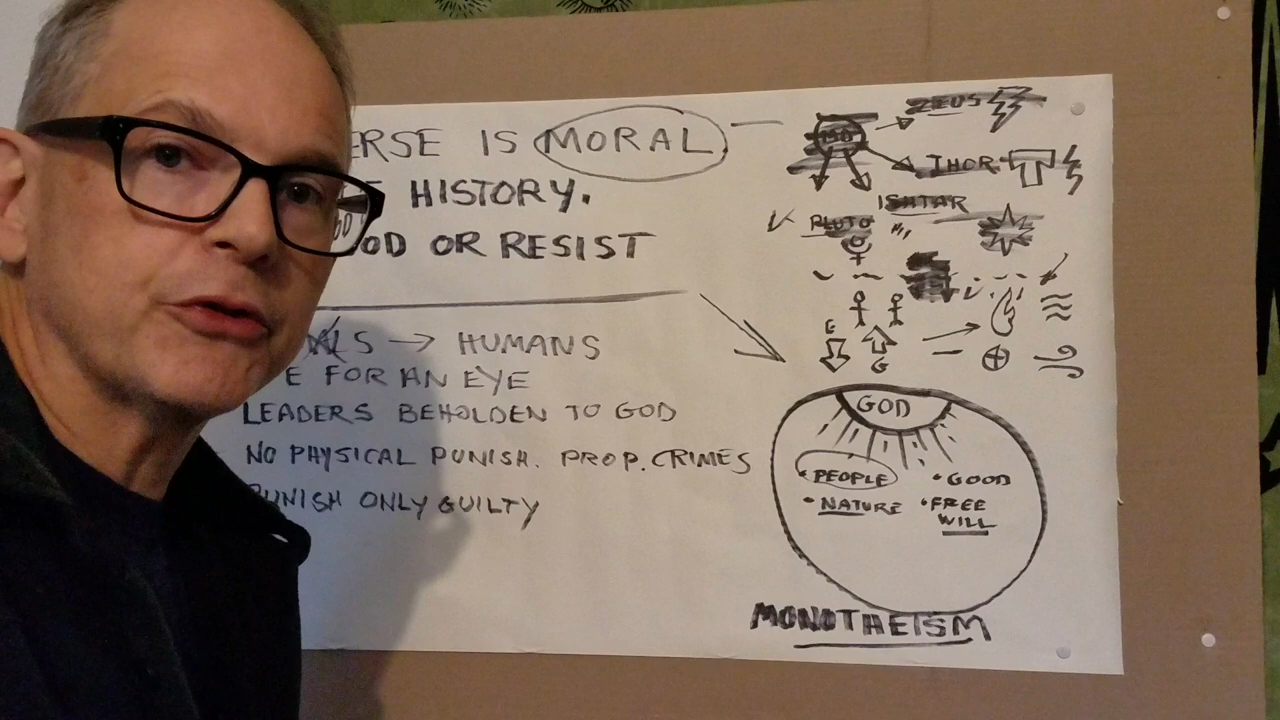 ERSE IS MORAL
HISTORY.
OD OR RESIST
S → HUMANS
E FOR AN EYE
LEADERS BEHOLDEN TO GOD
NO PHYSICAL PUNISH. PROP. CRIMES
PUNISH ONLY GUILTY
ZEUS
THOR
ISHTAR
PLUTO
E
G
GOD
• PEOPLE • GOOD
• NATURE • FREE
WILL
MONOTHEISM